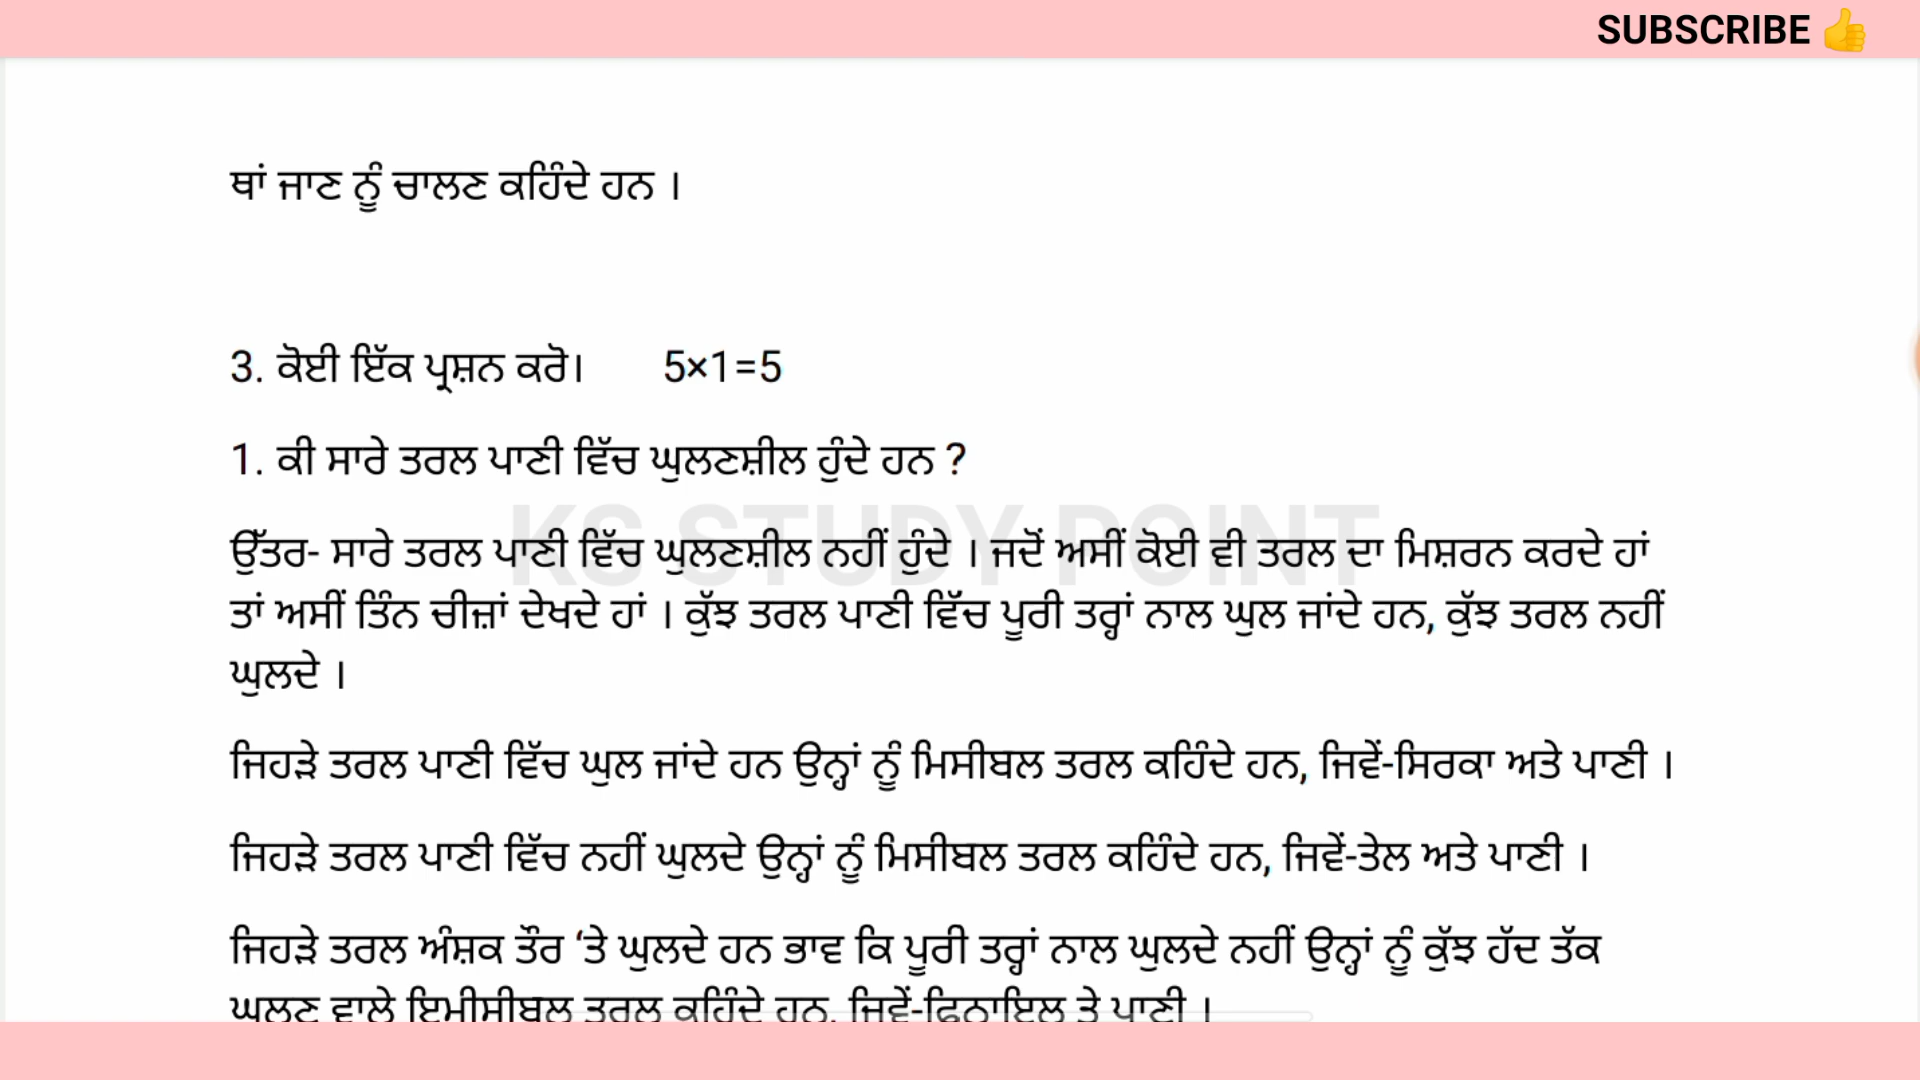 SUBSCRIBE 👍
ਥਾਂ ਜਾਣ ਨੂੰ ਚਾਲਣ ਕਹਿੰਦੇ ਹਨ ।
3. ਕੋਈ ਇੱਕ ਪ੍ਰਸ਼ਨ ਕਰੋ। 5×1=5
1. ਕੀ ਸਾਰੇ ਤਰਲ ਪਾਣੀ ਵਿੱਚ ਘੁਲਣਸ਼ੀਲ ਹੁੰਦੇ ਹਨ ?
KS STUDY POINT
ਉੱਤਰ- ਸਾਰੇ ਤਰਲ ਪਾਣੀ ਵਿੱਚ ਘੁਲਣਸ਼ੀਲ ਨਹੀਂ ਹੁੰਦੇ । ਜਦੋਂ ਅਸੀਂ ਕੋਈ ਵੀ ਤਰਲ ਦਾ ਮਿਸ਼ਰਨ ਕਰਦੇ ਹਾਂ
ਤਾਂ ਅਸੀਂ ਤਿੰਨ ਚੀਜ਼ਾਂ ਦੇਖਦੇ ਹਾਂ । ਕੁੱਝ ਤਰਲ ਪਾਣੀ ਵਿੱਚ ਪੂਰੀ ਤਰ੍ਹਾਂ ਨਾਲ ਘੁਲ ਜਾਂਦੇ ਹਨ, ਕੁੱਝ ਤਰਲ ਨਹੀਂ
ਘੁਲਦੇ ।
ਜਿਹੜੇ ਤਰਲ ਪਾਣੀ ਵਿੱਚ ਘੁਲ ਜਾਂਦੇ ਹਨ ਉਨ੍ਹਾਂ ਨੂੰ ਮਿਸੀਬਲ ਤਰਲ ਕਹਿੰਦੇ ਹਨ, ਜਿਵੇਂ-ਸਿਰਕਾ ਅਤੇ ਪਾਣੀ ।
ਜਿਹੜੇ ਤਰਲ ਪਾਣੀ ਵਿੱਚ ਨਹੀਂ ਘੁਲਦੇ ਉਨ੍ਹਾਂ ਨੂੰ ਮਿਸੀਬਲ ਤਰਲ ਕਹਿੰਦੇ ਹਨ, ਜਿਵੇਂ-ਤੇਲ ਅਤੇ ਪਾਣੀ ।
ਜਿਹੜੇ ਤਰਲ ਅੰਸ਼ਕ ਤੌਰ ‘ਤੇ ਘੁਲਦੇ ਹਨ ਭਾਵ ਕਿ ਪੂਰੀ ਤਰ੍ਹਾਂ ਨਾਲ ਘੁਲਦੇ ਨਹੀਂ ਉਨ੍ਹਾਂ ਨੂੰ ਕੁੱਝ ਹੱਦ ਤੱਕ
ਘੁਲਣ ਵਾਲੇ ਇਮੀਸੀਬਲ ਤਰਲ ਕਹਿੰਦੇ ਹਨ, ਜਿਵੇਂ-ਫਿਨਾਇਲ ਤੇ ਪਾਣੀ ।